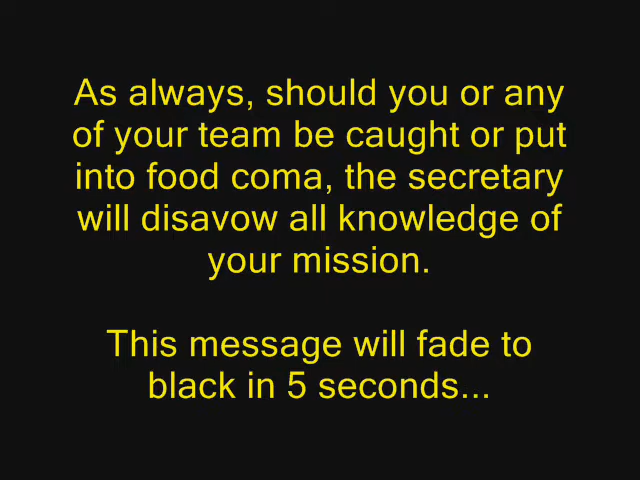 As always, should you or any
of your team be caught or put
into food coma, the secretary
will disavow all knowledge of
your mission.
This message will fade to
black in 5 seconds...